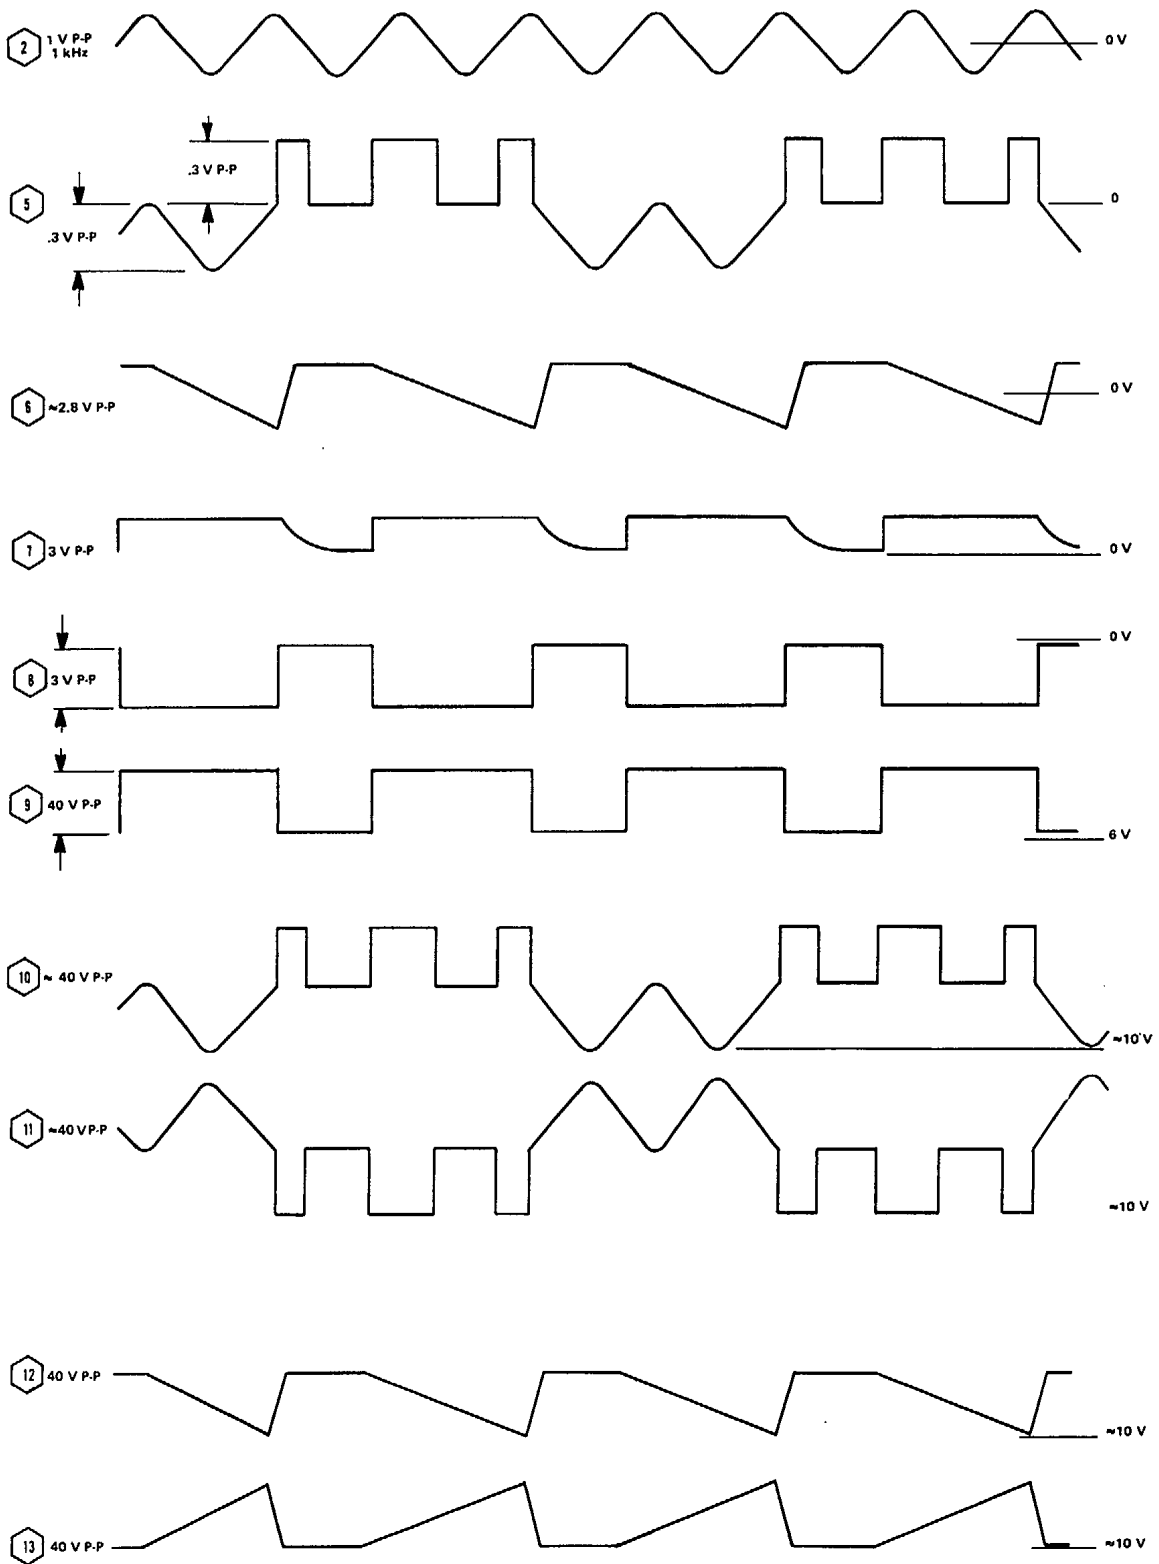 2 1 V P-P
1 kHz
0 V
.3 V P-P
5
0
.3 V P-P
6 ≈2.8 V P-P
0 V
7 3 V P-P
0 V
0 V
8 3 V P-P
9 40 V P-P
6 V
10 ≈ 40 V P-P
≈10 V
11 ≈40 V P-P
≈10 V
12 40 V P-P
≈10 V
13 40 V P-P
≈10 V